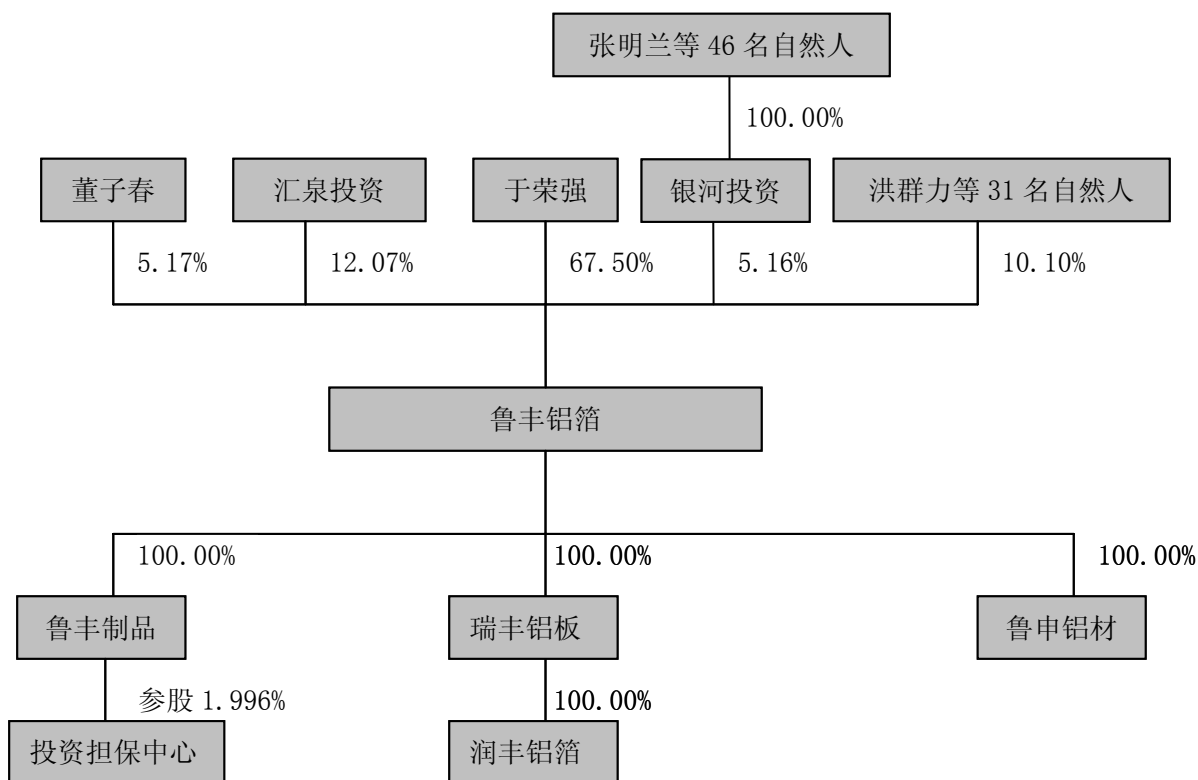 张明兰等 46 名自然人
100.00%
董子春
汇泉投资
于荣强
银河投资
洪群力等 31 名自然人
5.17%
12.07%
67.50%
5.16%
10.10%
鲁丰铝箔
100.00%
100.00%
100.00%
鲁丰制品
瑞丰铝板
鲁申铝材
参股 1.996%
100.00%
投资担保中心
润丰铝箔